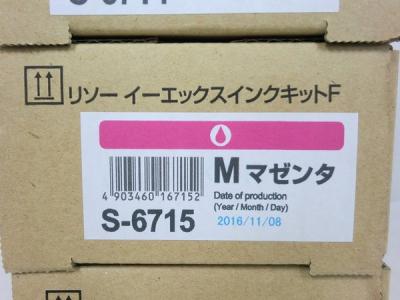 リソー イーエックスインクキットF
M マゼンタ
4 903460 167152
Date of production
(Year / Month / Day)
S-6715
2016/11/08